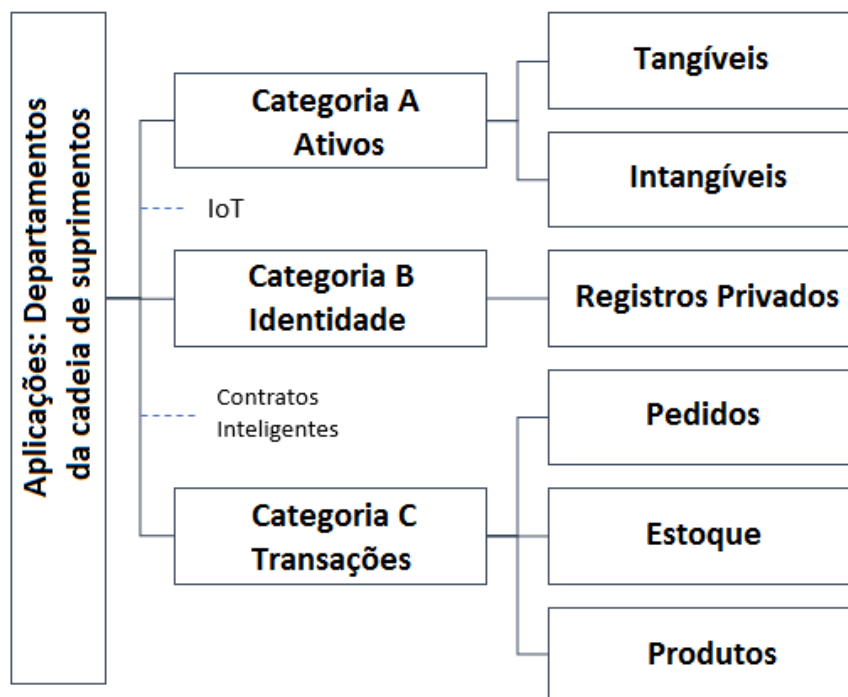 Aplicações: Departamentos
da cadeia de suprimentos
Categoria A
Ativos
Tangíveis
Intangíveis
IoT
Categoria B
Identidade
Registros Privados
Contratos
Inteligentes
Categoria C
Transações
Pedidos
Estoque
Produtos